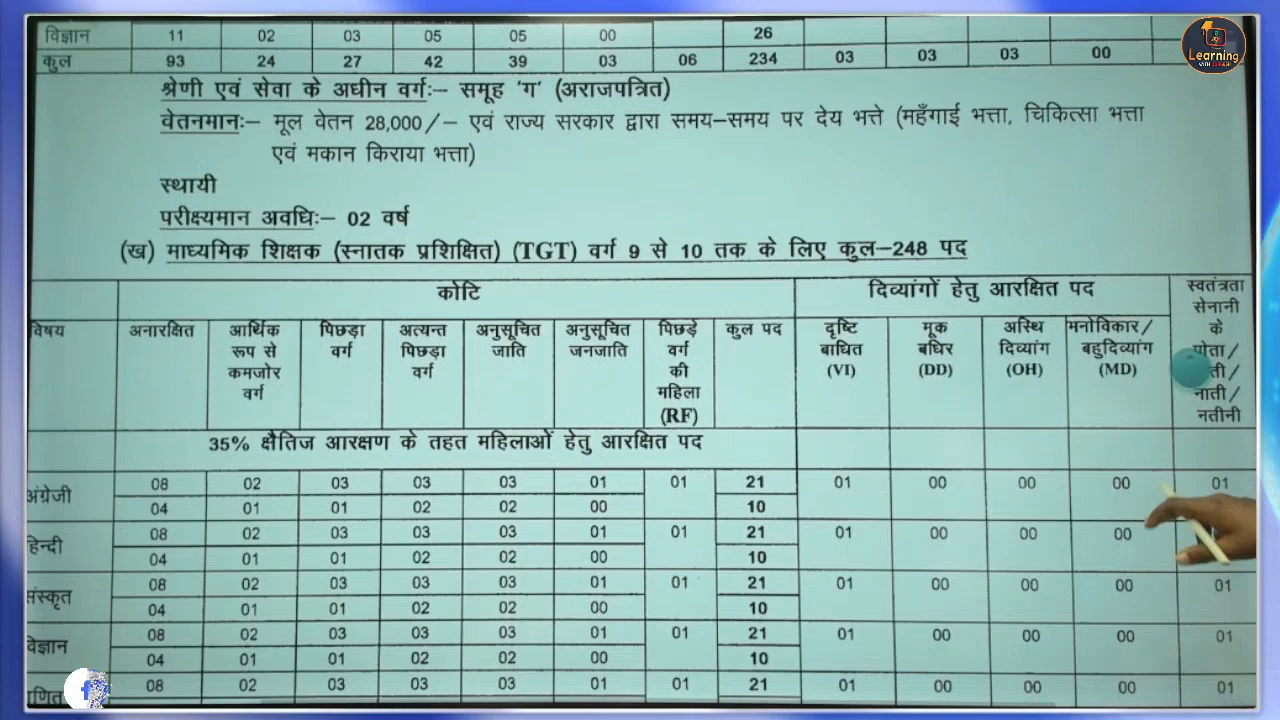 विज्ञान 11 02 03 05 05 00 26
कुल 93 24 27 42 39 03 06 234 03 03 03 00
Learning
श्रेणी एवं सेवा के अधीन वर्गः– समूह 'ग' (अराजपत्रित)
वेतनमानः– मूल वेतन 28,000/– एवं राज्य सरकार द्वारा समय–समय पर देय भत्ते (महँगाई भत्ता, चिकित्सा भत्ता
एवं मकान किराया भत्ता)
स्थायी
परीक्ष्यमान अवधिः– 02 वर्ष
(ख) माध्यमिक शिक्षक (स्नातक प्रशिक्षित) (TGT) वर्ग 9 से 10 तक के लिए कुल–248 पद
विषय
कोटि
दिव्यांगों हेतु आरक्षित पद
स्वतंत्रता
सेनानी
के
नाती/
नतीनी
अनारक्षित
आर्थिक
रूप से
कमजोर
वर्ग
पिछड़ा
वर्ग
अत्यन्त
पिछड़ा
वर्ग
अनुसूचित
जाति
अनुसूचित
जनजाति
पिछड़े
वर्ग
की
महिला
(RF)
कुल पद
दृष्टि
बाधित
(VI)
मूक
बधिर
(DD)
अस्थि
दिव्यांग
(OH)
मनोविकार/
बहुदिव्यांग
(MD)
35% क्षैतिज आरक्षण के तहत महिलाओं हेतु आरक्षित पद
अंग्रेजी 08 02 03 03 03 01 01 21 01 00 00 00 01
04 01 01 02 02 00 10
हिन्दी 08 02 03 03 03 01 01 21 01 00 00 00
04 01 01 02 02 00 10
संस्कृत 08 02 03 03 03 01 01 21 01 00 00 00 01
04 01 01 02 02 00 10
विज्ञान 08 02 03 03 03 01 01 21 01 00 00 00 01
04 01 01 02 02 00 10
08 02 03 03 03 01 01 21 01 00 00 00 01